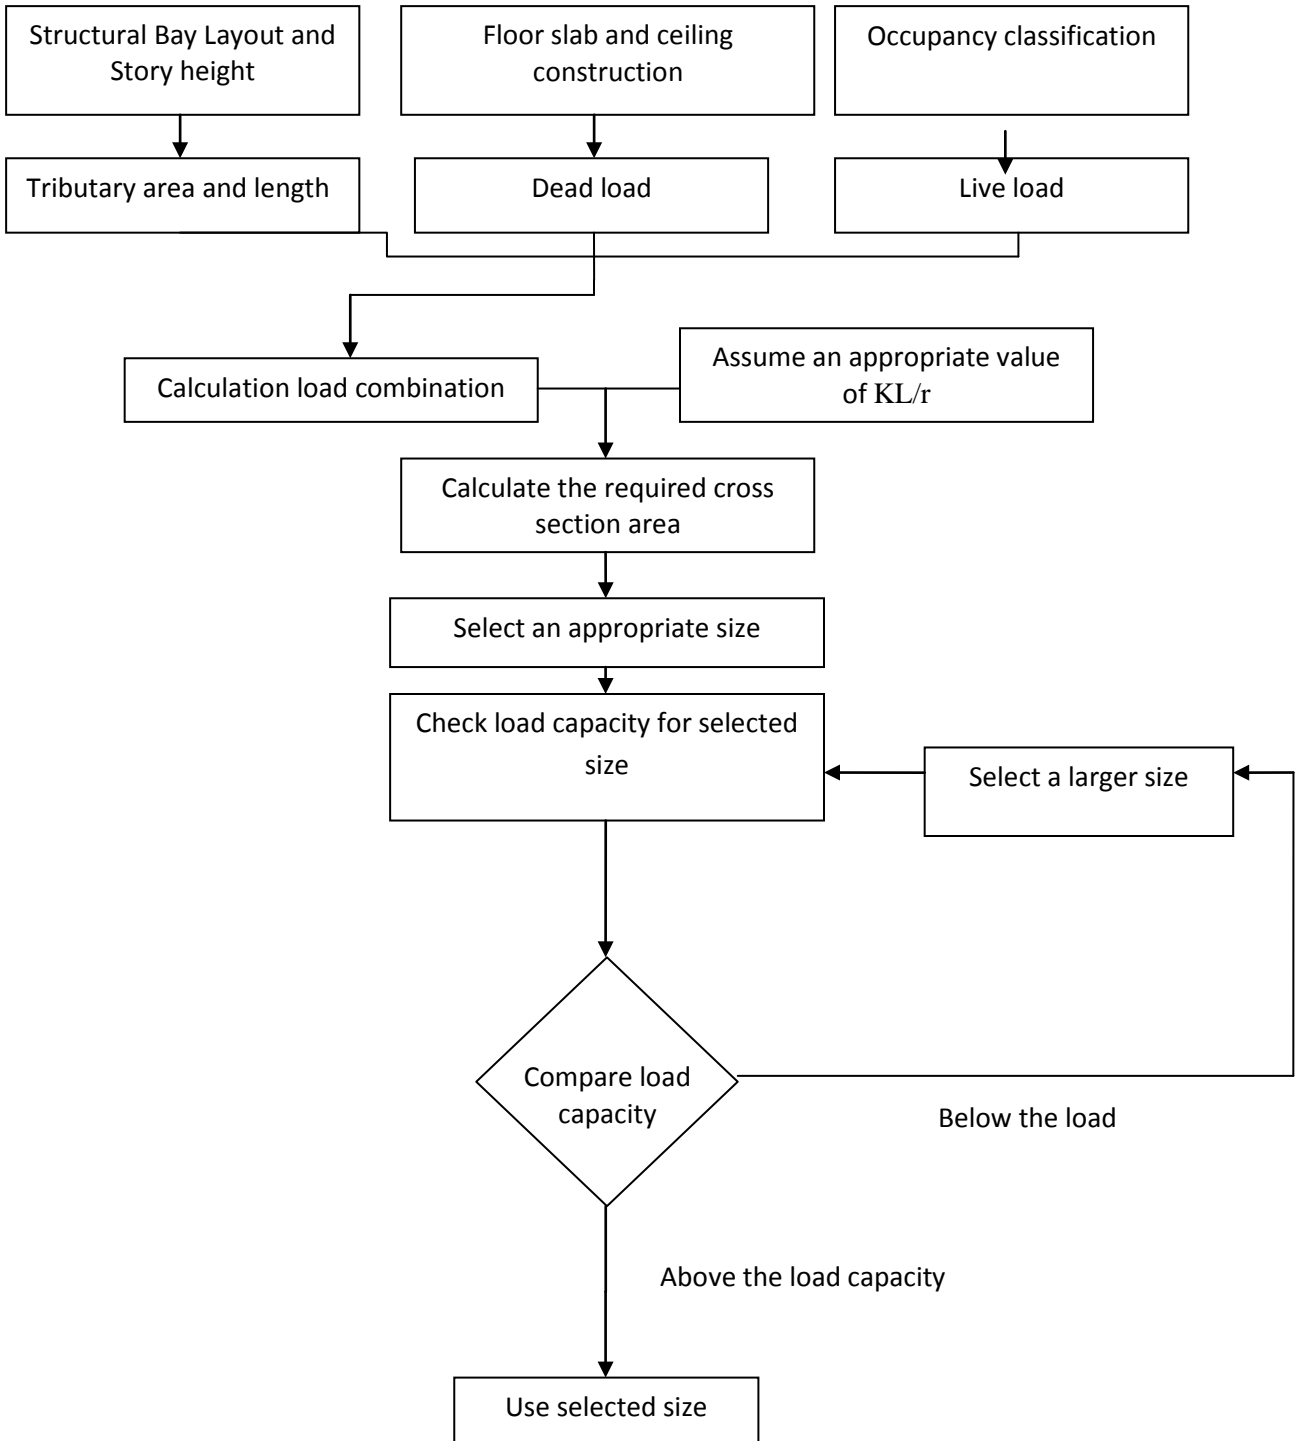 Structural Bay Layout and
Story height
Floor slab and ceiling
construction
Occupancy classification
Tributary area and length
Dead load
Live load
Calculation load combination
Assume an appropriate value
of KL/r
Calculate the required cross
section area
Select an appropriate size
Check load capacity for selected
size
Select a larger size
Compare load
capacity
Below the load
Above the load capacity
Use selected size